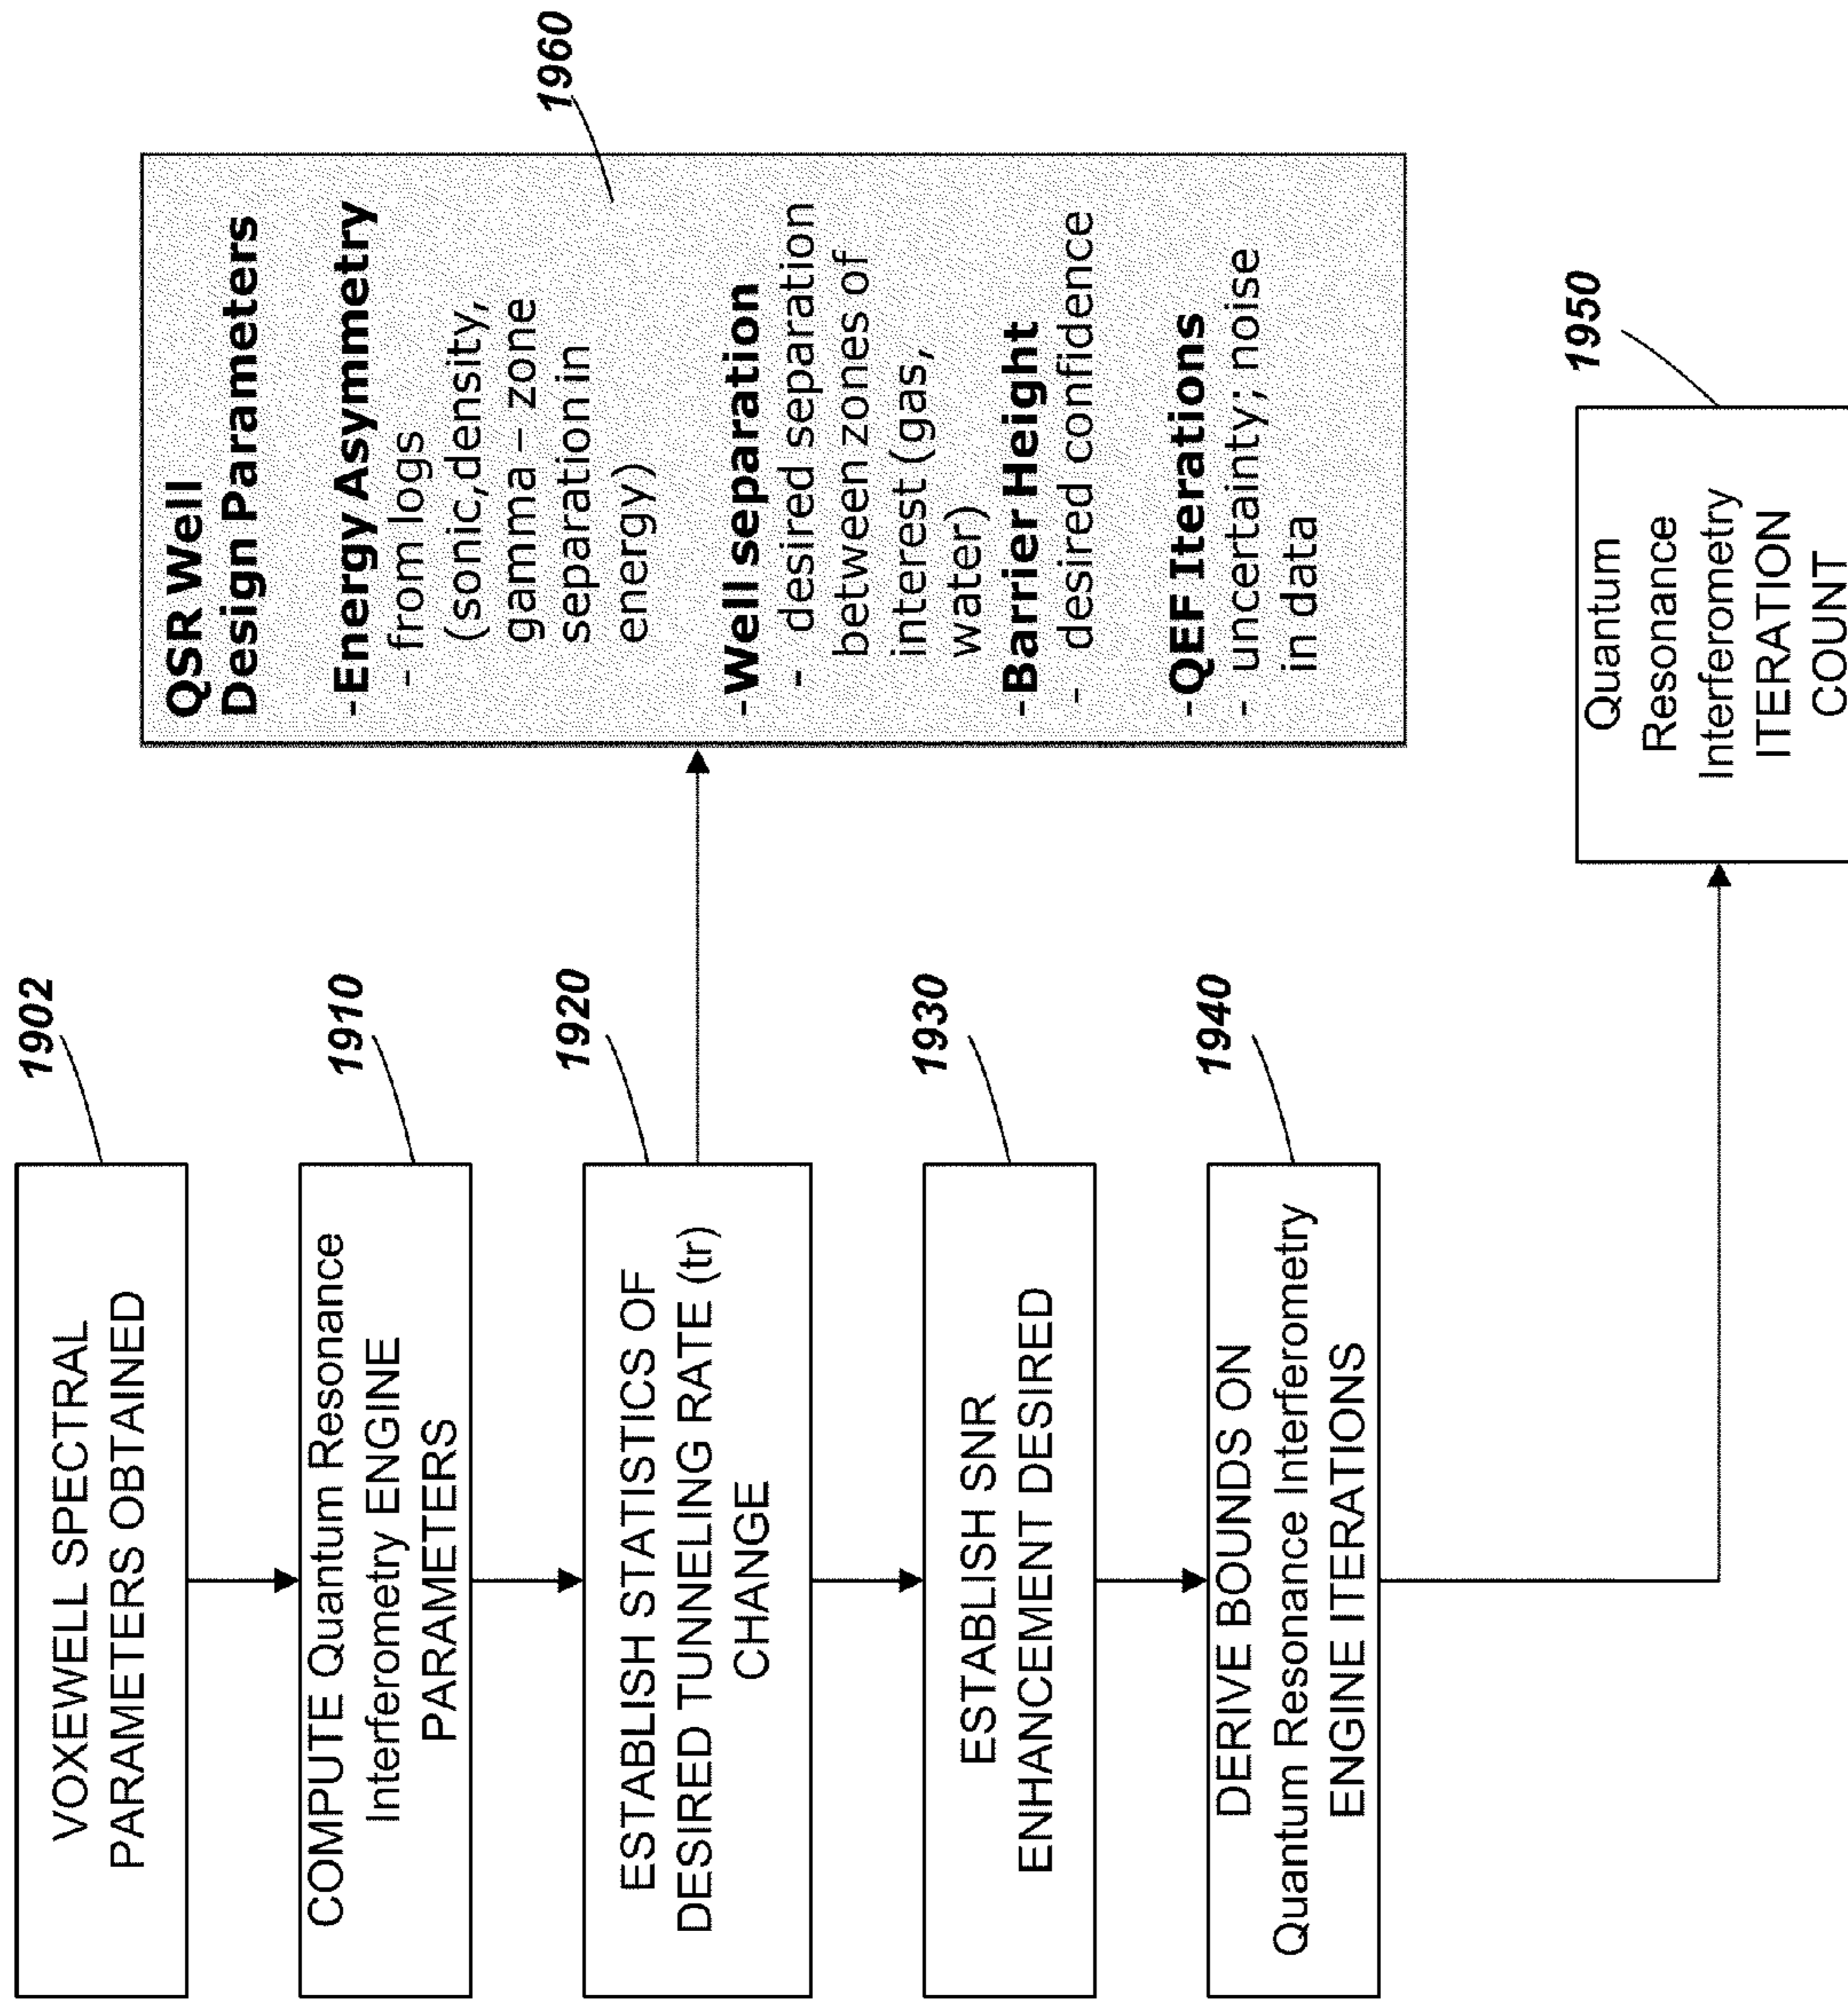 1902
VOXEWELL SPECTRAL
PARAMETERS OBTAINED
1910
COMPUTE Quantum Resonance
Interferometry ENGINE
PARAMETERS
1920
ESTABLISH STATISTICS OF
DESIRED TUNNELING RATE (tr)
CHANGE
1930
ESTABLISH SNR
ENHANCEMENT DESIRED
1940
DERIVE BOUNDS ON
Quantum Resonance Interferometry
ENGINE ITERATIONS
1960
QSR Well
Design Parameters
- Energy Asymmetry
- from logs
(sonic,density,
gamma – zone
separation in
energy)
- Well separation
- desired separation
between zones of
interest (gas,
water)
- Barrier Height
- desired confidence
- QEF Iterations
- uncertainty; noise
in data
1950
Quantum
Resonance
Interferometry
ITERATION
COUNT